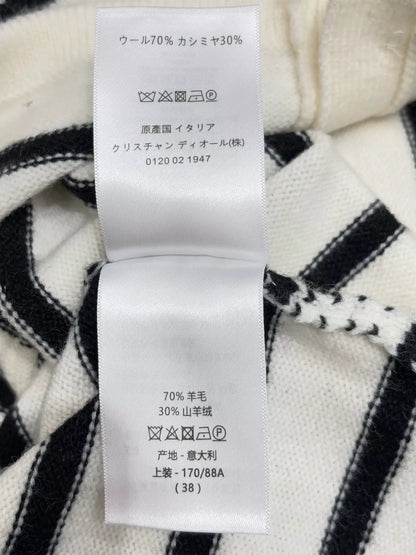 ウール70% カシミヤ30%
原産国 イタリア
クリスチャン ディオール(株)
0120 02 1947
70% 羊毛
30% 山羊绒
产地 - 意大利
上装 - 170/88A
( 38 )